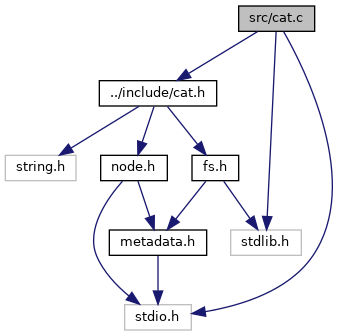 src/cat.c
../include/cat.h
string.h
node.h
fs.h
metadata.h
stdlib.h
stdio.h